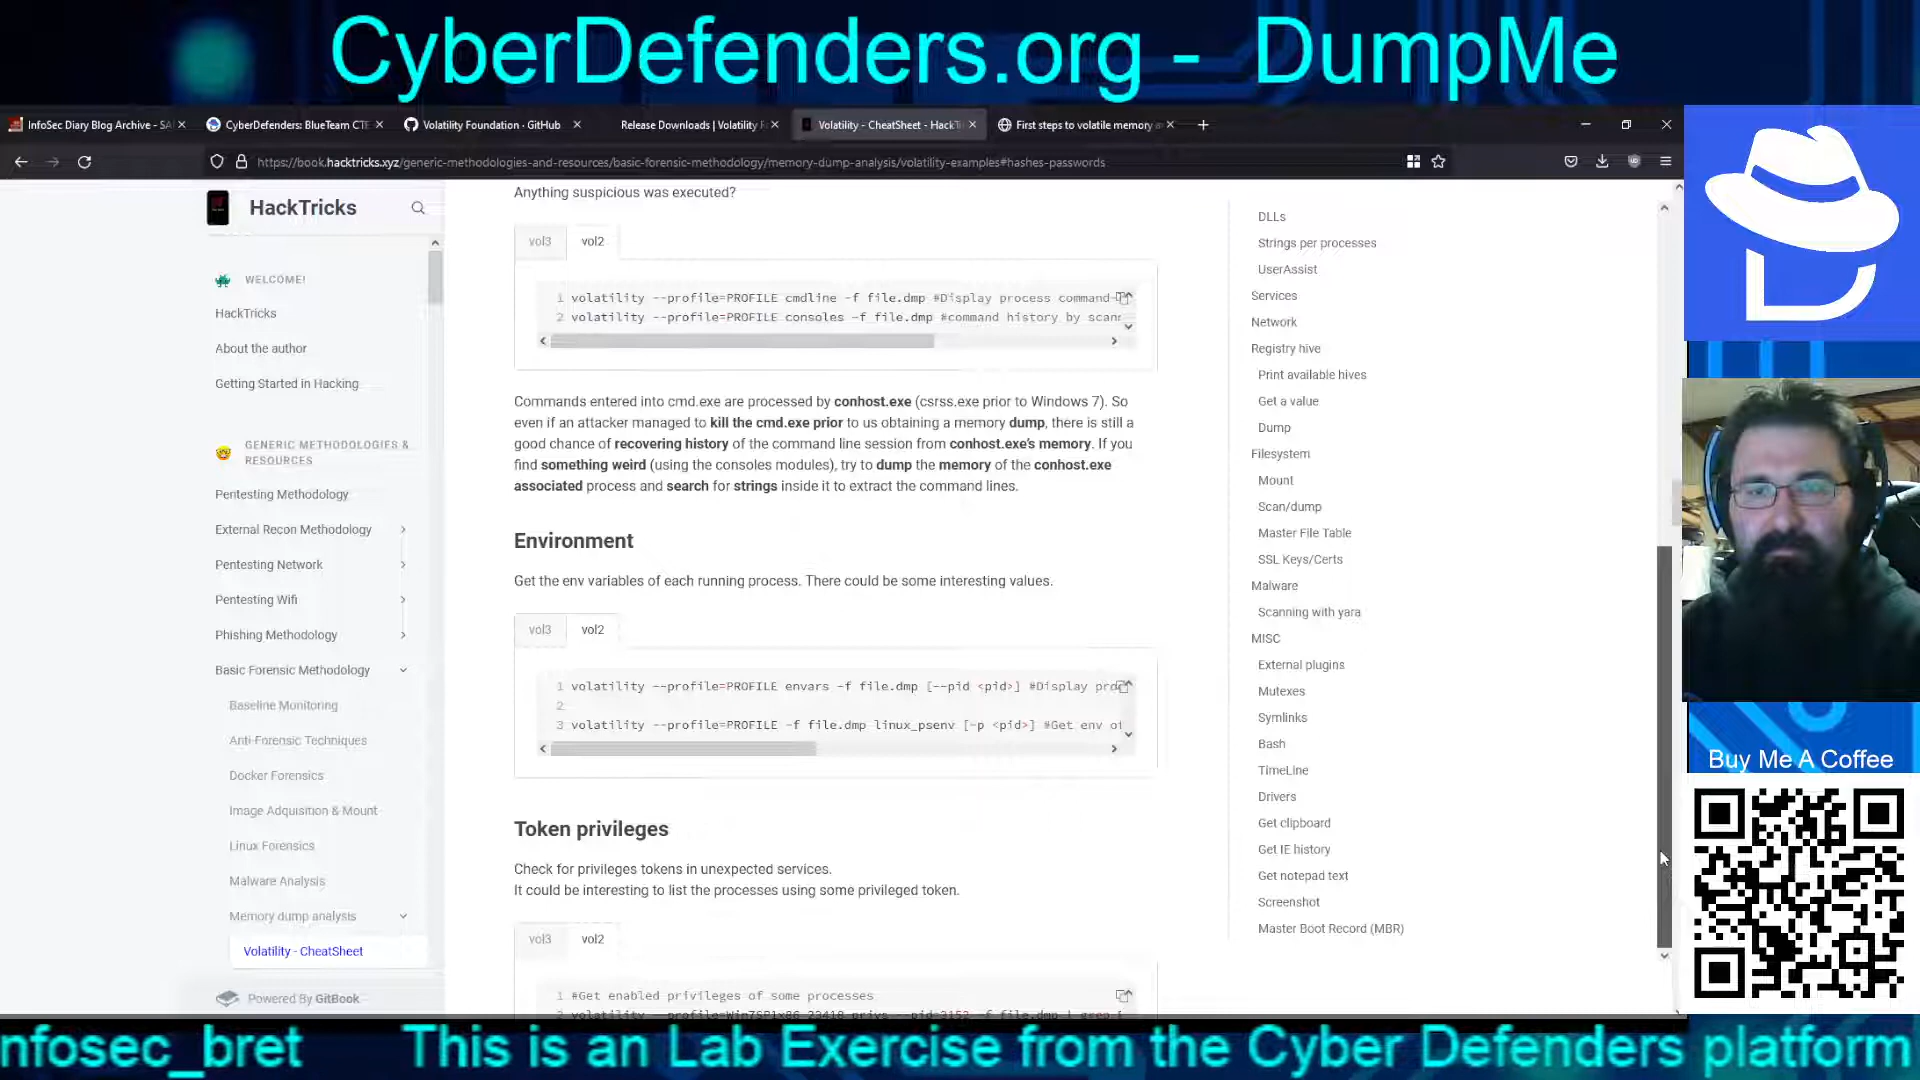 CyberDefenders.org - DumpMe
InfoSec Diary Blog Archive - SA
CyberDefenders: BlueTeam CTF
Volatility Foundation · GitHub
Release Downloads | Volatility F
Volatility - CheatSheet - HackTri
First steps to volatile memory a
https://book.hacktricks.xyz/generic-methodologies-and-resources/basic-forensic-methodology/memory-dump-analysis/volatility-examples#hashes-passwords
HackTricks
WELCOME!
HackTricks
About the author
Getting Started in Hacking
GENERIC METHODOLOGIES &
RESOURCES
Pentesting Methodology
External Recon Methodology
Pentesting Network
Pentesting Wifi
Phishing Methodology
Basic Forensic Methodology
Baseline Monitoring
Anti-Forensic Techniques
Docker Forensics
Image Adquisition & Mount
Linux Forensics
Malware Analysis
Memory dump analysis
Volatility - CheatSheet
Powered By GitBook
Anything suspicious was executed?
vol3 vol2
1 volatility --profile=PROFILE cmdline -f file.dmp #Display process command-
2 volatility --profile=PROFILE consoles -f file.dmp #command history by scann
Commands entered into cmd.exe are processed by conhost.exe (csrss.exe prior to Windows 7). So
even if an attacker managed to kill the cmd.exe prior to us obtaining a memory dump, there is still a
good chance of recovering history of the command line session from conhost.exe's memory. If you
find something weird (using the consoles modules), try to dump the memory of the conhost.exe
associated process and search for strings inside it to extract the command lines.
Environment
Get the env variables of each running process. There could be some interesting values.
vol3 vol2
1 volatility --profile=PROFILE envars -f file.dmp [--pid <pid>] #Display pro
2
3 volatility --profile=PROFILE -f file.dmp linux_psenv [-p <pid>] #Get env of
Token privileges
Check for privileges tokens in unexpected services.
It could be interesting to list the processes using some privileged token.
vol3 vol2
1 #Get enabled privileges of some processes
2 volatility --profile=Win7SP1x86_23418 privs --pid=3152 -f file.dmp | grep
DLLs
Strings per processes
UserAssist
Services
Network
Registry hive
Print available hives
Get a value
Dump
Filesystem
Mount
Scan/dump
Master File Table
SSL Keys/Certs
Malware
Scanning with yara
MISC
External plugins
Mutexes
Symlinks
Bash
TimeLine
Drivers
Get clipboard
Get IE history
Get notepad text
Screenshot
Master Boot Record (MBR)
Buy Me A Coffee
nfosec_bret This is an Lab Exercise from the Cyber Defenders platform